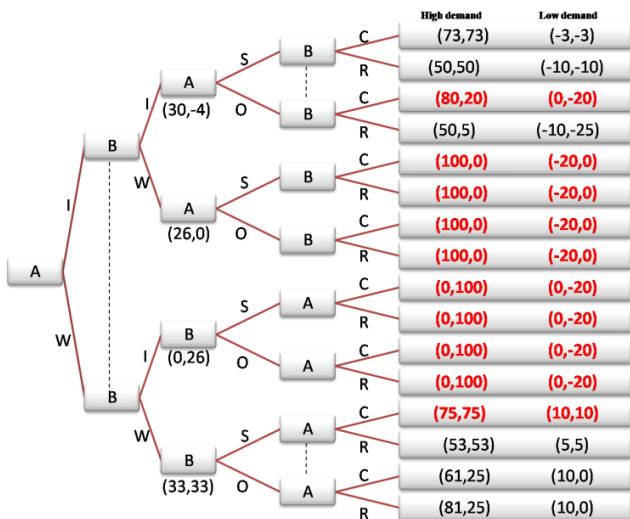 High demand Low demand
C (73,73) (-3,-3)
B
S
R (50,50) (-10,-10)
A
I (30,-4) O
C (80,20) (0,-20)
B
R (50,5) (-10,-25)
B
C (100,0) (-20,0)
W S B
R (100,0) (-20,0)
A
I (26,0) O
C (100,0) (-20,0)
B
R (100,0) (-20,0)
A
C (0,100) (0,-20)
S A
R (0,100) (0,-20)
W I B
(0,26) O
C (0,100) (0,-20)
A
R (0,100) (0,-20)
B
C (75,75) (10,10)
W S A
R (53,53) (5,5)
B
(33,33) O
C (61,25) (10,0)
A
R (81,25) (10,0)